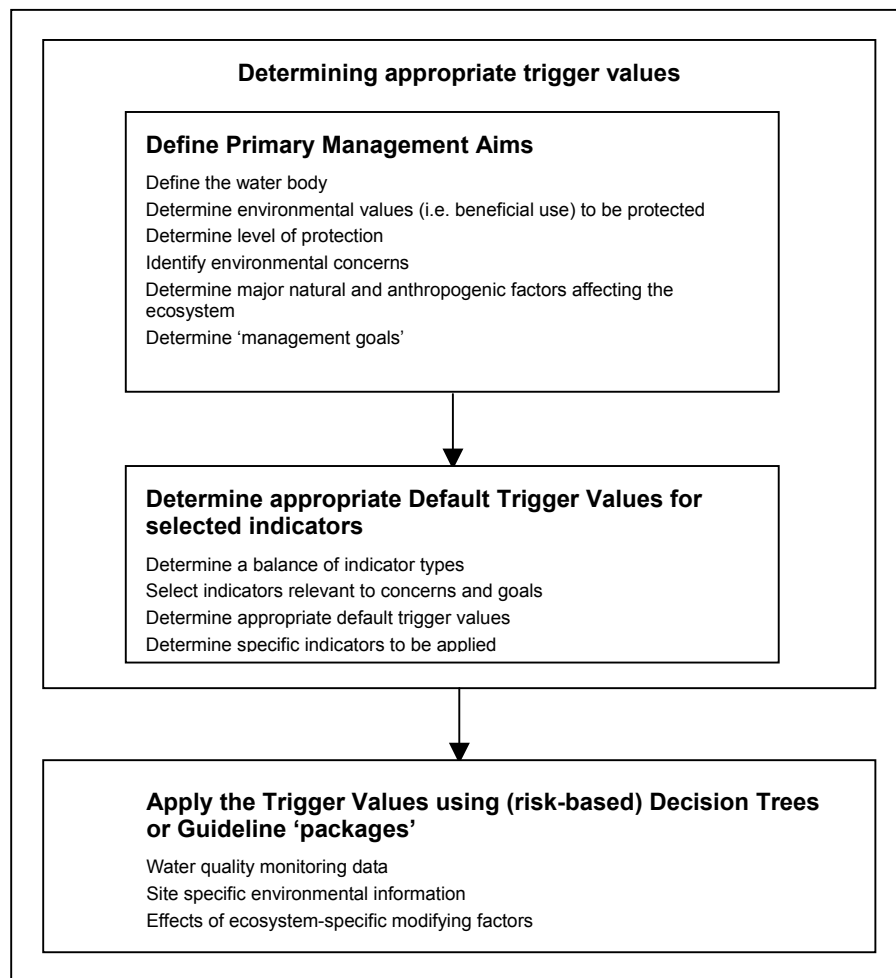 Determining appropriate trigger values
Define Primary Management Aims
Define the water body
Determine environmental values (i.e. beneficial use) to be protected
Determine level of protection
Identify environmental concerns
Determine major natural and anthropogenic factors affecting the
ecosystem
Determine ‘management goals’
Determine appropriate Default Trigger Values for
selected indicators
Determine a balance of indicator types
Select indicators relevant to concerns and goals
Determine appropriate default trigger values
Determine specific indicators to be applied
Apply the Trigger Values using (risk-based) Decision Trees
or Guideline ‘packages’
Water quality monitoring data
Site specific environmental information
Effects of ecosystem-specific modifying factors